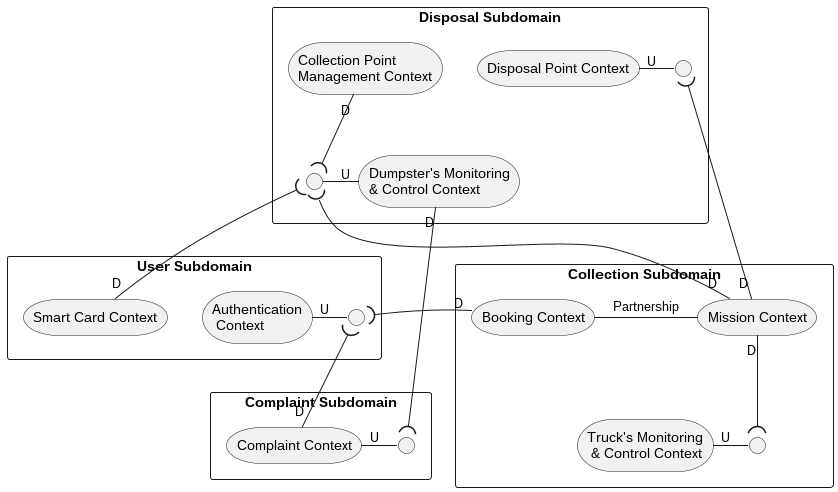 Disposal Subdomain
Collection Point
Management Context
Disposal Point Context
U
D
Dumpster's Monitoring
& Control Context
U
D
User Subdomain
D
Smart Card Context
Authentication
Context
U
Collection Subdomain
D
D
D
Booking Context
Partnership
Mission Context
D
Complaint Subdomain
D
Complaint Context
U
Truck's Monitoring
& Control Context
U